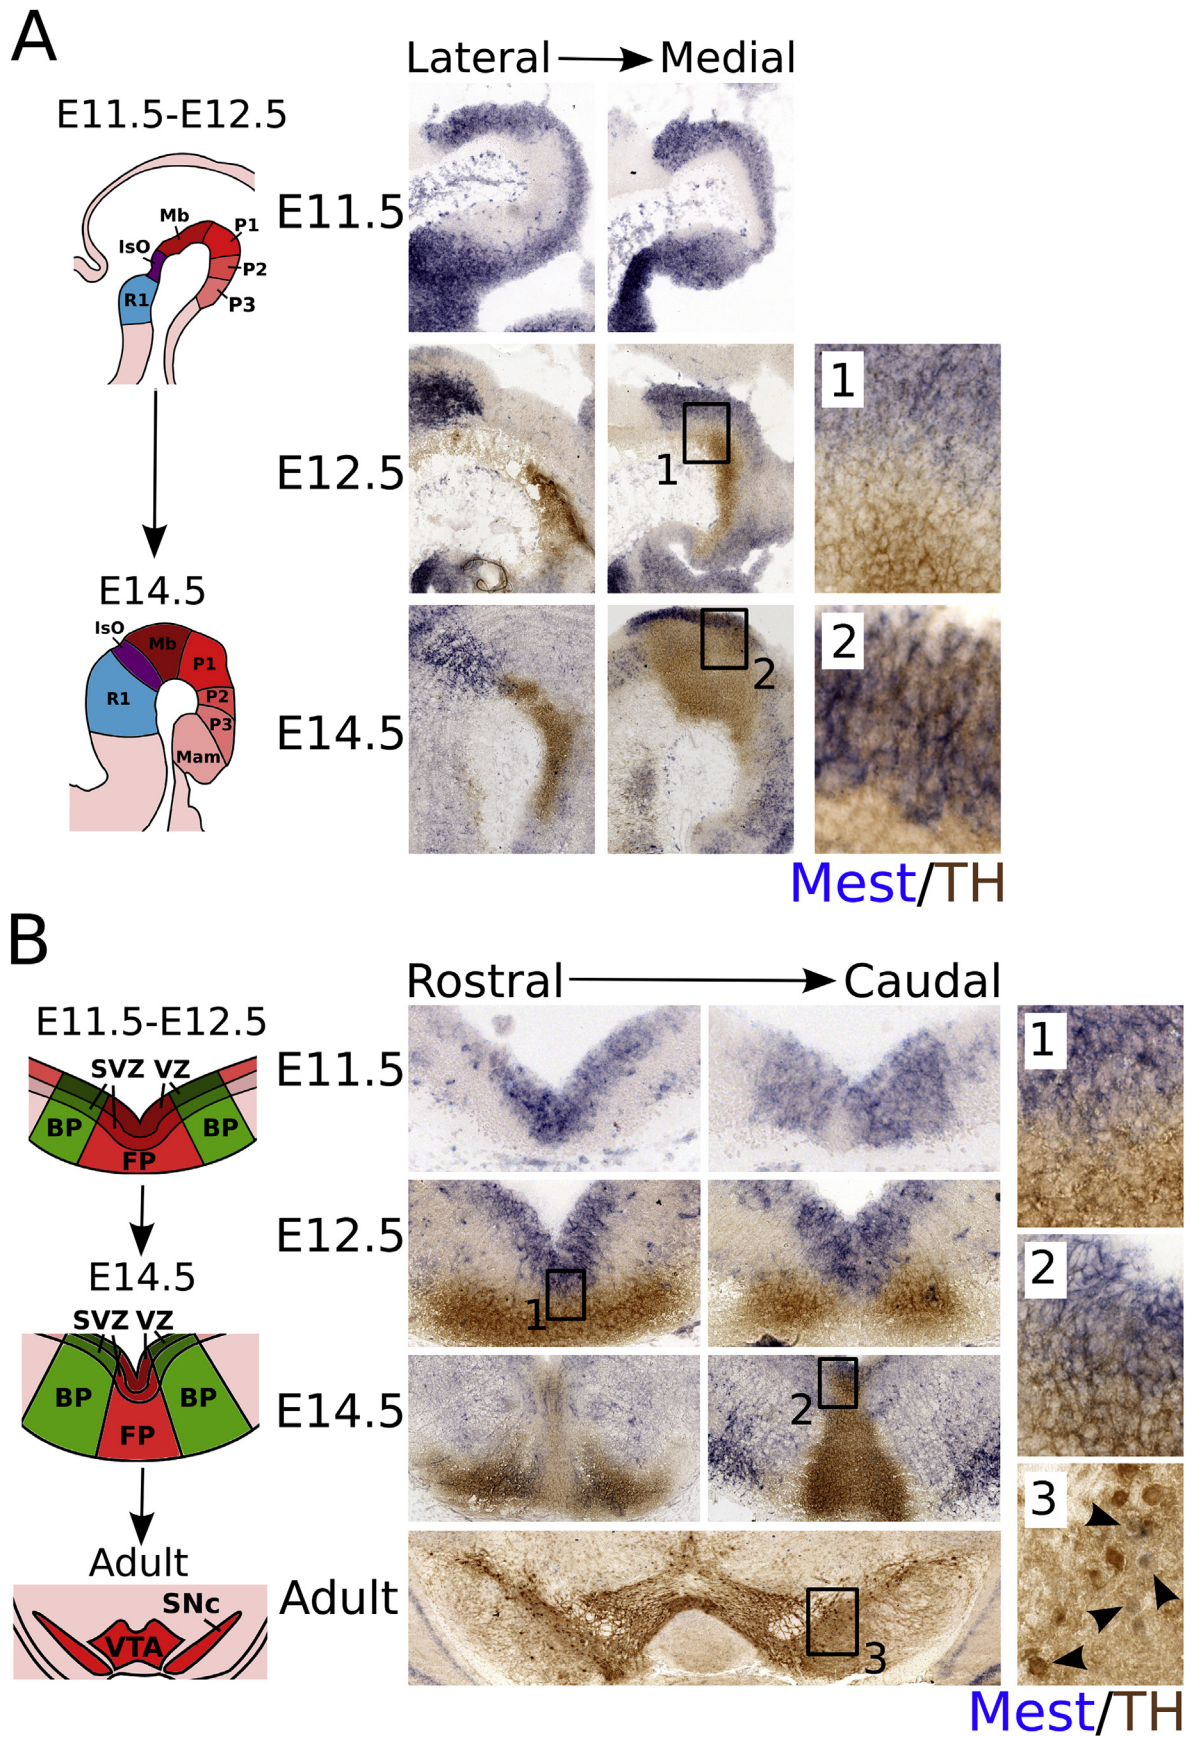 A
Lateral → Medial
E11.5-E12.5
Mb
P1
IsO
P2
R1
P3
E11.5
1
E12.5
1
E14.5
IsO
Mb
P1
R1
P2
P3
Mam
2
2
E14.5
Mest/TH
B
Rostral → Caudal
E11.5-E12.5
SVZ VZ
BP
BP
FP
E11.5
1
E12.5
1
E14.5
SVZ VZ
BP
BP
FP
E14.5
2
2
Adult
SNc
VTA
Adult
3
3
Mest/TH